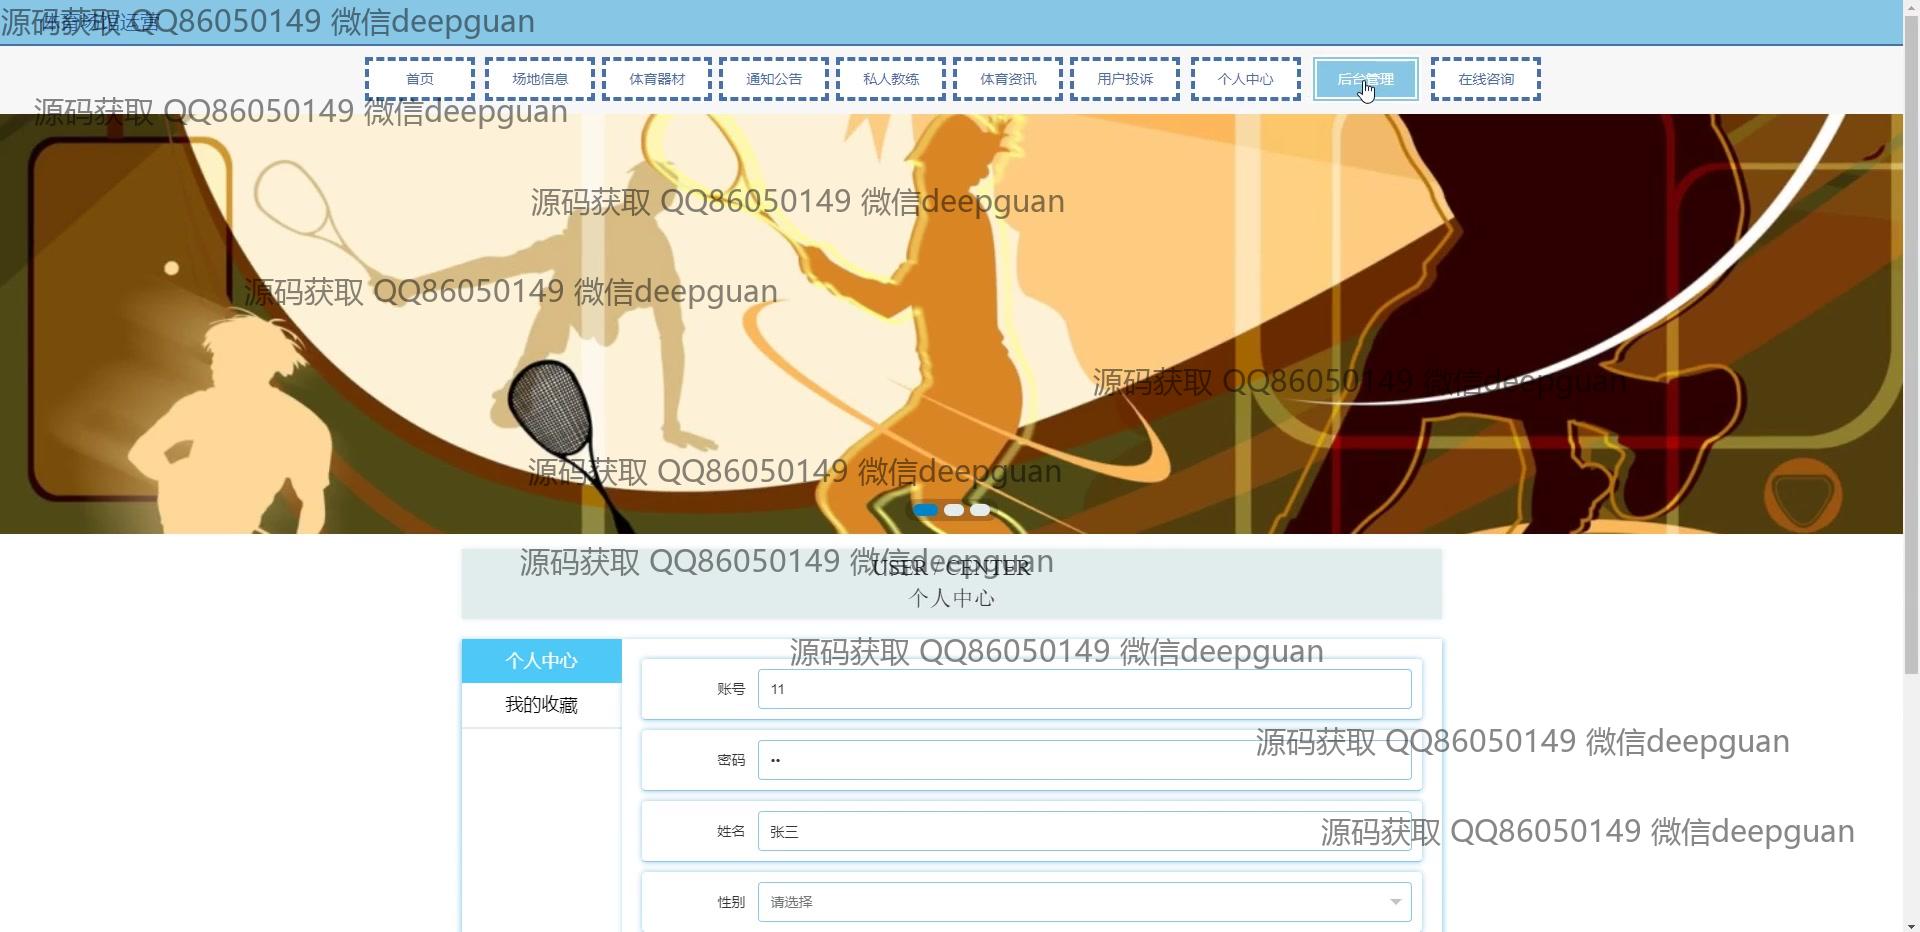 体育场馆运营
源码获取 QQ86050149 微信deepguan
首页 场地信息 体育器材 通知公告 私人教练 体育资讯 用户投诉 个人中心 后台管理 在线咨询
源码获取 QQ86050149 微信deepguan
源码获取 QQ86050149 微信deepguan
源码获取 QQ86050149 微信deepguan
源码获取 QQ86050149 微信deepguan
源码获取 QQ86050149 微信deepguan
源码获取 QQ86050149 微信deepguan
USER / CENTER
个人中心
源码获取 QQ86050149 微信deepguan
个人中心
我的收藏
账号 11
源码获取 QQ86050149 微信deepguan
密码 ••
姓名 张三
源码获取 QQ86050149 微信deepguan
性别 请选择